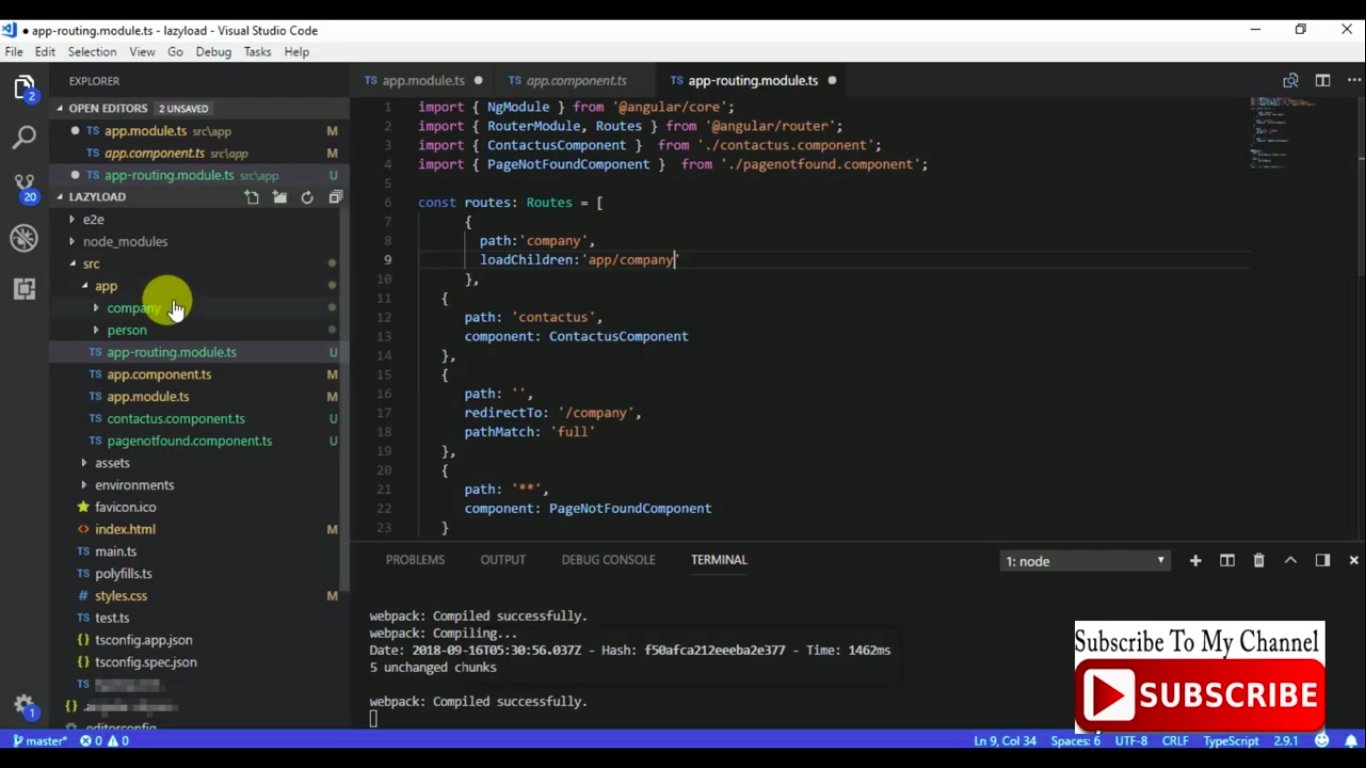 app-routing.module.ts - lazyload - Visual Studio Code
File Edit Selection View Go Debug Tasks Help
EXPLORER
TS app.module.ts TS app.component.ts TS app-routing.module.ts
2
OPEN EDITORS 2 UNSAVED
TS app.module.ts src\app M
TS app.component.ts src\app M
TS app-routing.module.ts src\app U
20
LAZYLOAD
e2e
node_modules
src
app
company
person
TS app-routing.module.ts U
TS app.component.ts M
TS app.module.ts M
TS contactus.component.ts U
TS pagenotfound.component.ts U
assets
environments
favicon.ico
<> index.html M
TS main.ts
TS polyfills.ts
# styles.css M
TS test.ts
{} tsconfig.app.json
{} tsconfig.spec.json
TS
{}
.editorconfig
1
1 import { NgModule } from '@angular/core';
2 import { RouterModule, Routes } from '@angular/router';
3 import { ContactusComponent }  from './contactus.component';
4 import { PageNotFoundComponent }  from './pagenotfound.component';
5
6 const routes: Routes = [
7 {
8 path:'company',
9 loadChildren:'app/company'
10 },
11 {
12 path: 'contactus',
13 component: ContactusComponent
14 },
15 {
16 path: '',
17 redirectTo: '/company',
18 pathMatch: 'full'
19 },
20 {
21 path: '**',
22 component: PageNotFoundComponent
23 }
PROBLEMS OUTPUT DEBUG CONSOLE TERMINAL 1: node
webpack: Compiled successfully.
webpack: Compiling...
Date: 2018-09-16T05:30:56.037Z - Hash: f50afca212eeeba2e377 - Time: 1462ms
5 unchanged chunks
webpack: Compiled successfully.
Subscribe To My Channel
SUBSCRIBE
master* 0 0 Ln 9, Col 34 Spaces: 6 UTF-8 CRLF TypeScript 2.9.1